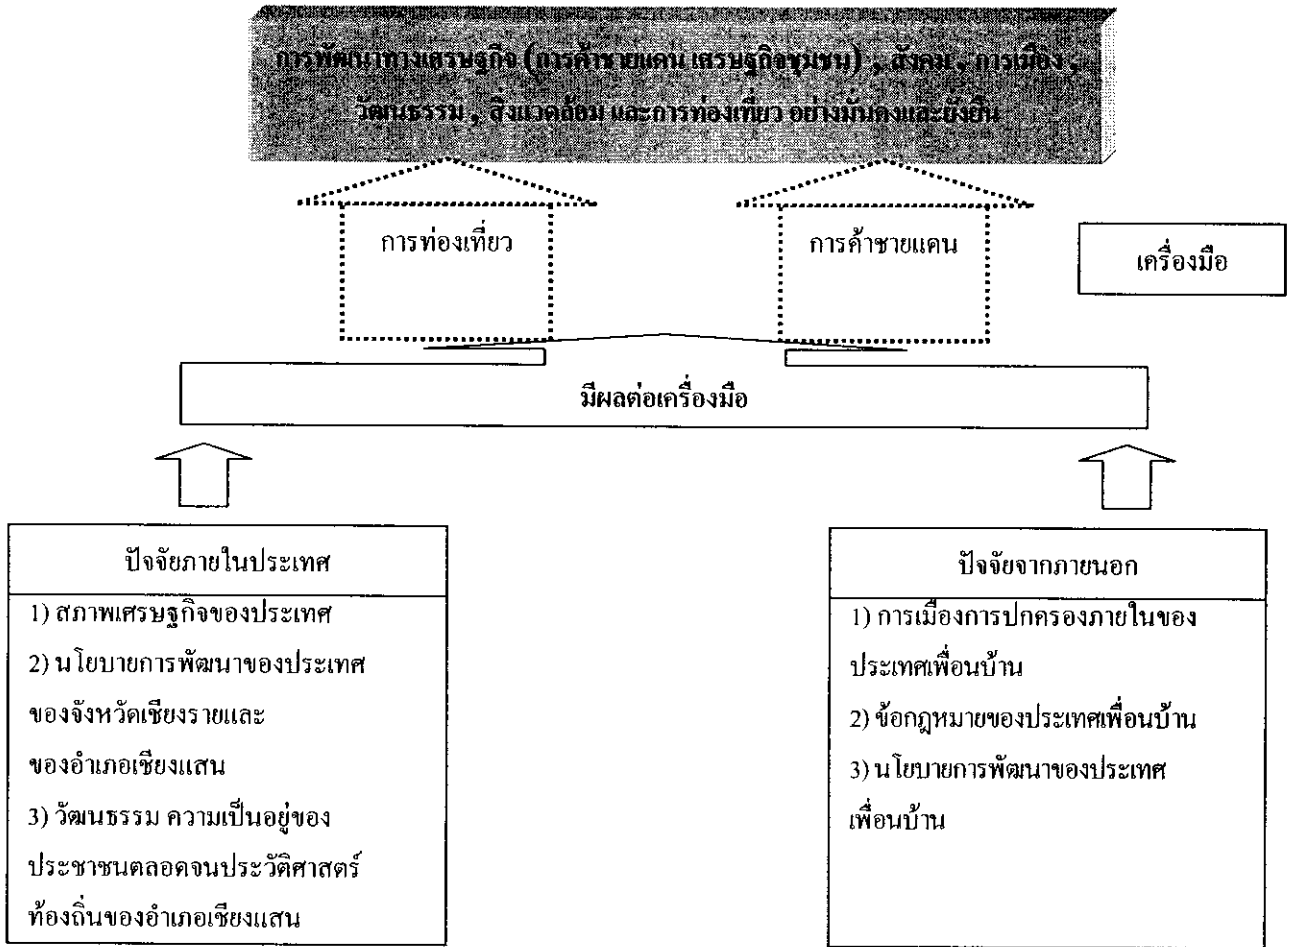 การพัฒนาทางเศรษฐกิจ (การค้าชายแดน เศรษฐกิจชุมชน) , สังคม , การเมือง ,
วัฒนธรรม , สิ่งแวดล้อม และการท่องเที่ยว อย่างมั่นคงและยั่งยืน
การท่องเที่ยว
การค้าชายแดน
เครื่องมือ
มีผลต่อเครื่องมือ
ปัจจัยภายในประเทศ
1) สภาพเศรษฐกิจของประเทศ
2) นโยบายการพัฒนาของประเทศ
ของจังหวัดเชียงรายและ
ของอำเภอเชียงแสน
3) วัฒนธรรม ความเป็นอยู่ของ
ประชาชนตลอดจนประวัติศาสตร์
ท้องถิ่นของอำเภอเชียงแสน
ปัจจัยจากภายนอก
1) การเมืองการปกครองภายในของ
ประเทศเพื่อนบ้าน
2) ข้อกฎหมายของประเทศเพื่อนบ้าน
3) นโยบายการพัฒนาของประเทศ
เพื่อนบ้าน